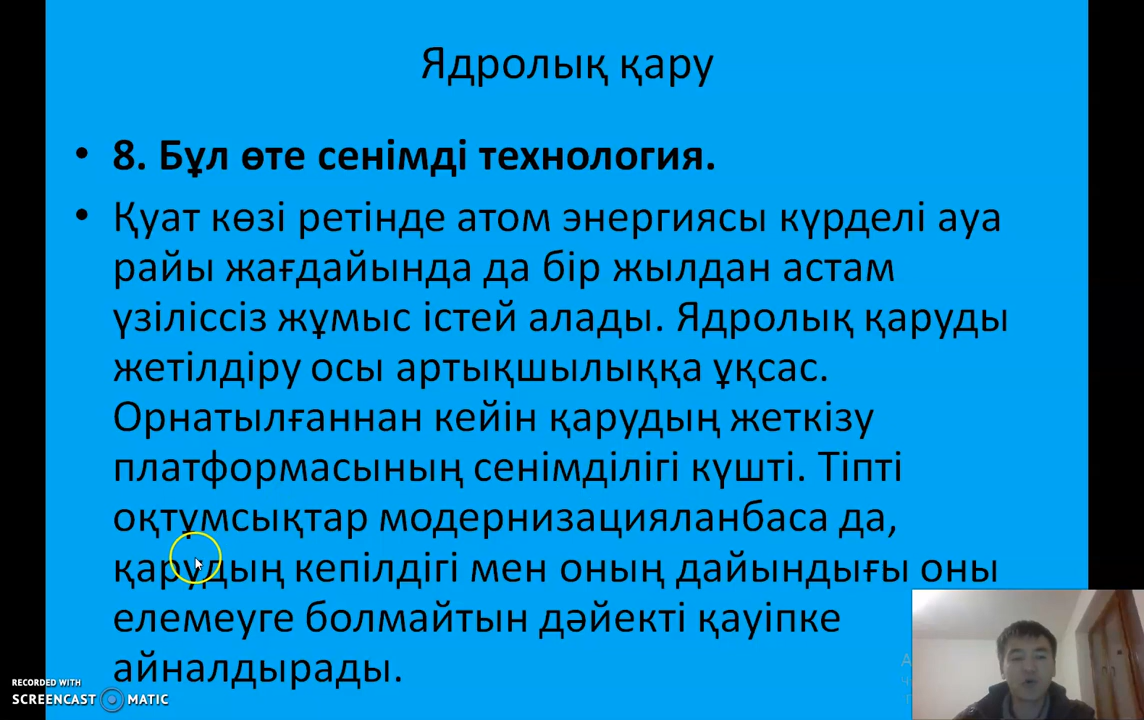 Ядролық қару
• 8. Бұл өте сенімді технология.
• Қуат көзі ретінде атом энергиясы күрделі ауа
райы жағдайында да бір жылдан астам
үзіліссіз жұмыс істей алады. Ядролық қаруды
жетілдіру осы артықшылыққа ұқсас.
Орнатылғаннан кейін қарудың жеткізу
платформасының сенімділігі күшті. Тіпті
оқтұмсықтар модернизацияланбаса да,
қарудың кепілдігі мен оның дайындығы оны
елемеуге болмайтын дәйекті қауіпке
айналдырады.
RECORDED WITH
SCREENCAST MATIC